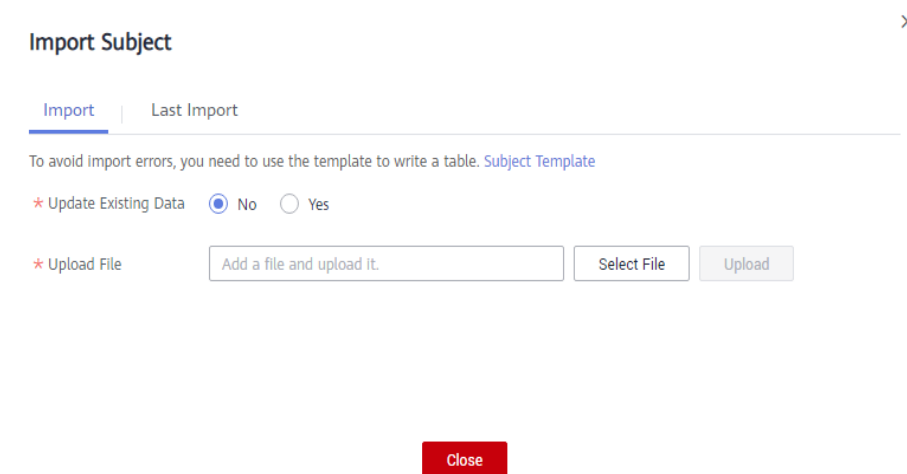 Import Subject
Import Last Import
To avoid import errors, you need to use the template to write a table. Subject Template
* Update Existing Data No Yes
* Upload File Add a file and upload it. Select File Upload
Close